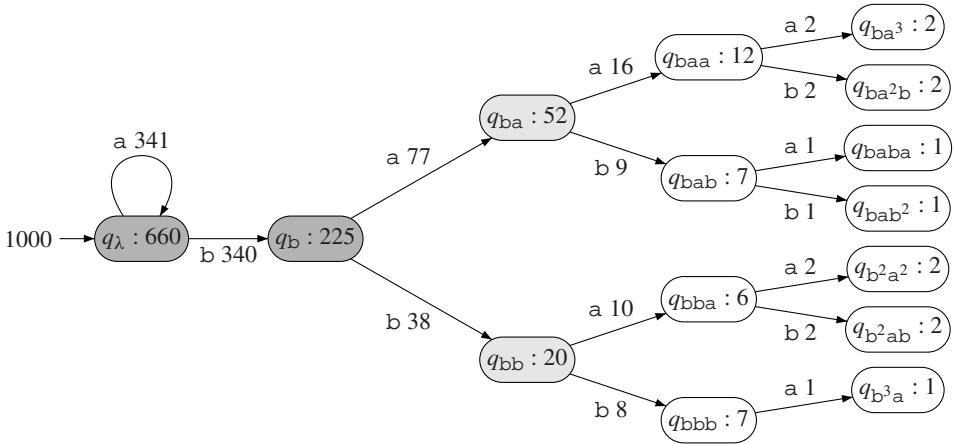 a 2
q_ba³ : 2
a 16
q_baa : 12
b 2
q_ba²b : 2
a 341
a 77
q_ba : 52
b 9
q_bab : 7
a 1
q_baba : 1
b 1
q_bab² : 1
1000
q_λ : 660
b 340
q_b : 225
b 38
a 10
q_bba : 6
a 2
q_b²a² : 2
b 2
q_b²ab : 2
q_bb : 20
b 8
q_bbb : 7
a 1
q_b³a : 1